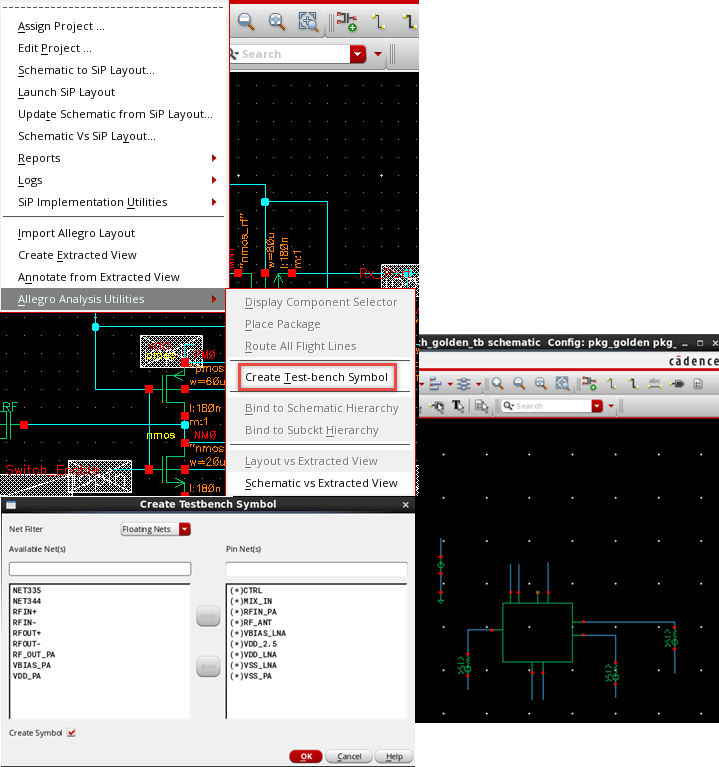 Assign Project ...
Edit Project ...
Schematic to SiP Layout...
Launch SiP Layout
Update Schematic from SiP Layout...
Schematic Vs SiP Layout...
Reports
Logs
SiP Implementation Utilities
Import Allegro Layout
Create Extracted View
Annotate from Extracted View
Allegro Analysis Utilities
Search
"nmos_rf"
w=80u
l:180n
m:1
Display Component Selector
Place Package
Route All Flight Lines
Create Test-bench Symbol
Bind to Schematic Hierarchy
Bind to Subckt Hierarchy
Layout vs Extracted View
Schematic vs Extracted View
RF
NM0
"pmos
w=60u
l:180n
m:1
nmos
NM0
"nmos
w=20u
l:180n
Switch_Enable
h_golden_tb schematic Config: pkg_golden pkg_
cādence
abc
Search
Create Testbench Symbol
Net Filter
Floating Nets
Available Net(s)
NET335
NET344
RFIN+
RFIN-
RFOUT+
RFOUT-
RF_OUT_PA
VBIAS_PA
VDD_PA
Pin Net(s)
(*)CTRL
(*)MIX_IN
(*)RFIN_PA
(*)RF_ANT
(*)VBIAS_LNA
(*)VDD_2.5
(*)VDD_LNA
(*)VSS_LNA
(*)VSS_PA
Create Symbol
OK
Cancel
Help